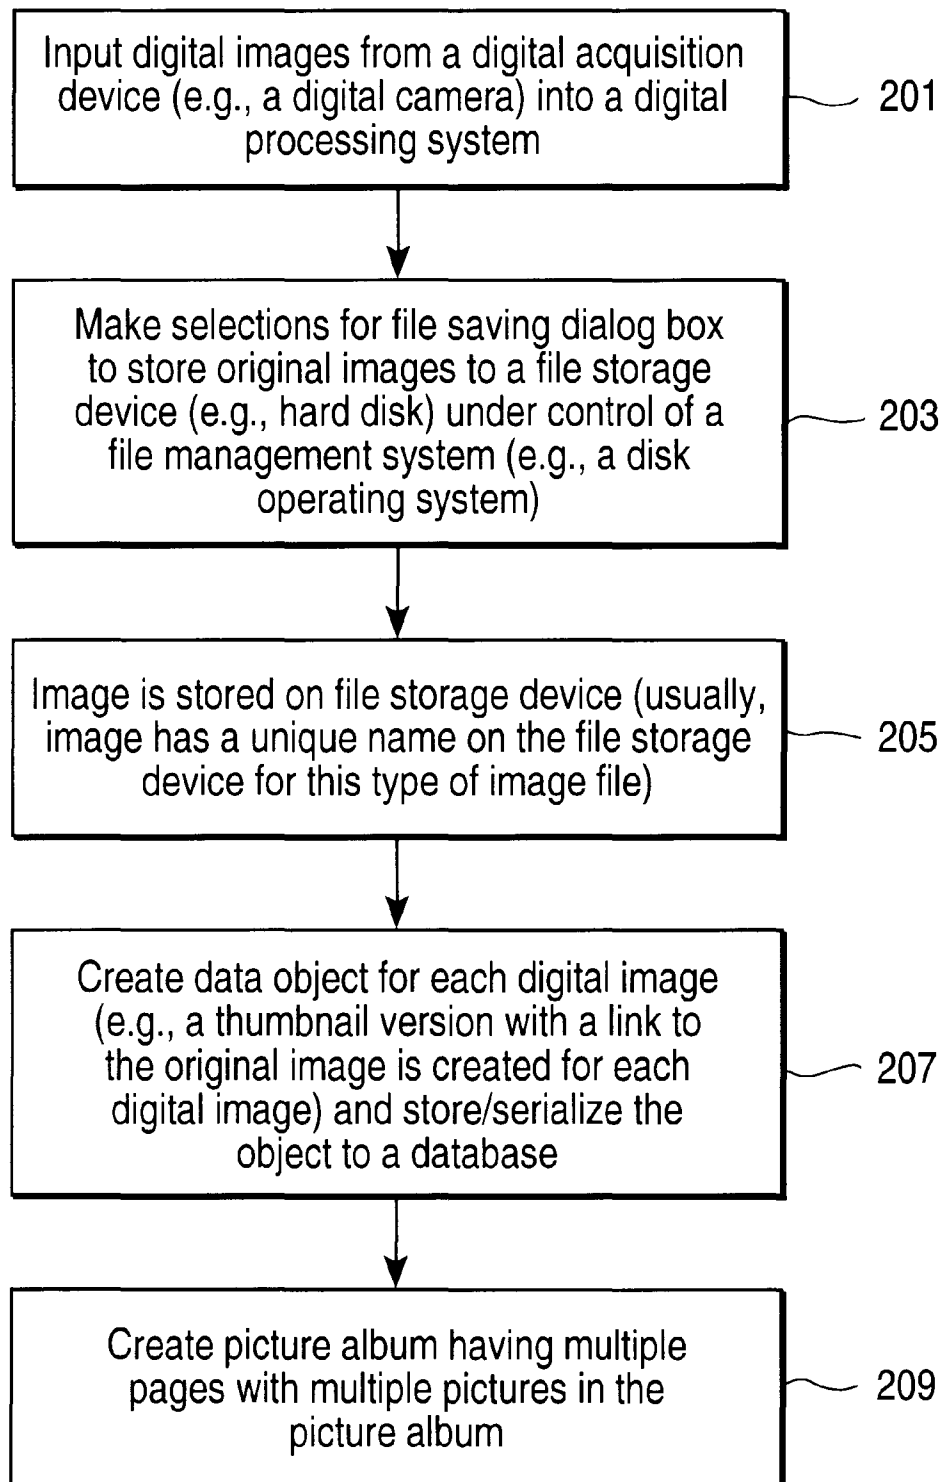 Input digital images from a digital acquisition
device (e.g., a digital camera) into a digital
processing system
201
Make selections for file saving dialog box
to store original images to a file storage
device (e.g., hard disk) under control of a
file management system (e.g., a disk
operating system)
203
Image is stored on file storage device (usually,
image has a unique name on the file storage
device for this type of image file)
205
Create data object for each digital image
(e.g., a thumbnail version with a link to
the original image is created for each
digital image) and store/serialize the
object to a database
207
Create picture album having multiple
pages with multiple pictures in the
picture album
209